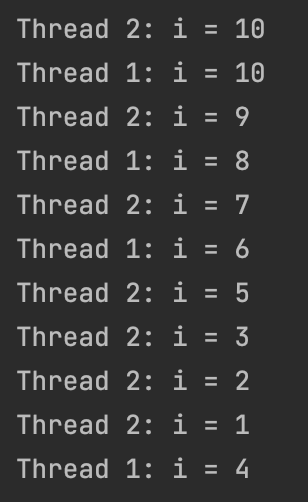 Thread 2: i = 10
Thread 1: i = 10
Thread 2: i = 9
Thread 1: i = 8
Thread 2: i = 7
Thread 1: i = 6
Thread 2: i = 5
Thread 2: i = 3
Thread 2: i = 2
Thread 2: i = 1
Thread 1: i = 4